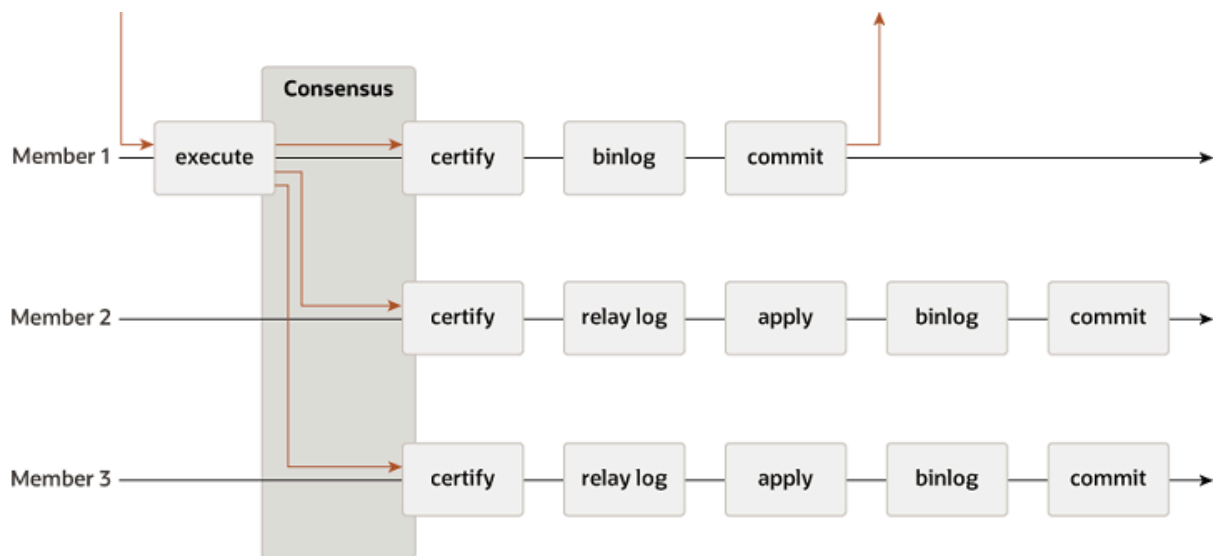 Consensus
Member 1 execute certify binlog commit
Member 2 certify relay log apply binlog commit
Member 3 certify relay log apply binlog commit